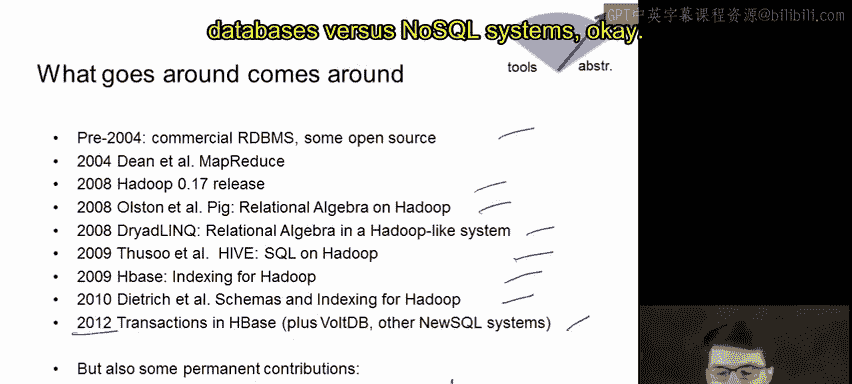 GPT中英字幕课程资源@bilibili.com
databases versus NoSQL systems, okay.
What goes around comes around
tools
abstr.
• Pre-2004: commercial RDBMS, some open source
• 2004 Dean et al. MapReduce
• 2008 Hadoop 0.17 release
• 2008 Olston et al. Pig: Relational Algebra on Hadoop
• 2008 DryadLINQ: Relational Algebra in a Hadoop-like system
• 2009 Thusoo et al. HIVE: SQL on Hadoop
• 2009 Hbase: Indexing for Hadoop
• 2010 Dietrich et al. Schemas and Indexing for Hadoop
• 2012 Transactions in HBase (plus VoltDB, other NewSQL systems)
• But also some permanent contributions: